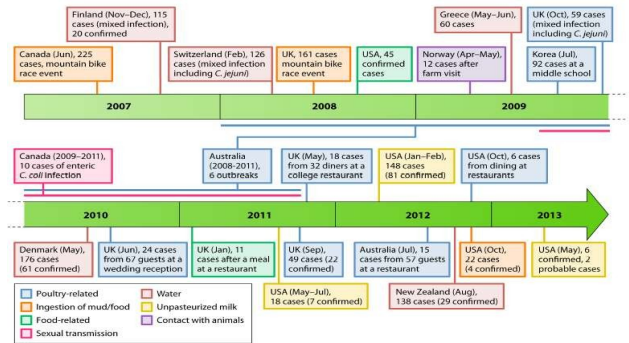 Finland (Nov–Dec), 115
cases (mixed infection),
20 confirmed
Greece (May–Jun),
60 cases
UK (Oct), 59 cases
(mixed infection
including C. jejuni)
Canada (Jun), 225
cases, mountain bike
race event
Switzerland (Feb), 126
cases (mixed infection
including C. jejuni)
UK, 161 cases
mountain bike
race event
USA, 45
confirmed
cases
Norway (Apr–May),
12 cases after
farm visit
Korea (Jul),
92 cases at a
middle school
2007
2008
2009
Canada (2009–2011),
10 cases of enteric
C. coli infection
Australia
(2008-2011),
6 outbreaks
UK (May), 18 cases
from 32 diners at a
college restaurant
USA (Jan–Feb),
148 cases
(81 confirmed)
USA (Oct), 6 cases
from dining at
restaurants
2010
2011
2012
2013
Denmark (May),
176 cases
(61 confirmed)
UK (Jun), 24 cases
from 67 guests at a
wedding reception
UK (Jan), 11
cases after a meal
at a restaurant
UK (Sep),
49 cases (22
confirmed)
Australia (Jul), 15
cases from 57 guests
at a restaurant
USA (Oct),
22 cases
(4 confirmed)
USA (May), 6
confirmed, 2
probable cases
USA (May–Jul),
18 cases (7 confirmed)
New Zealand (Aug),
138 cases (29 confirmed)
Poultry-related
Water
Ingestion of mud/food
Unpasteurized milk
Food-related
Contact with animals
Sexual transmission